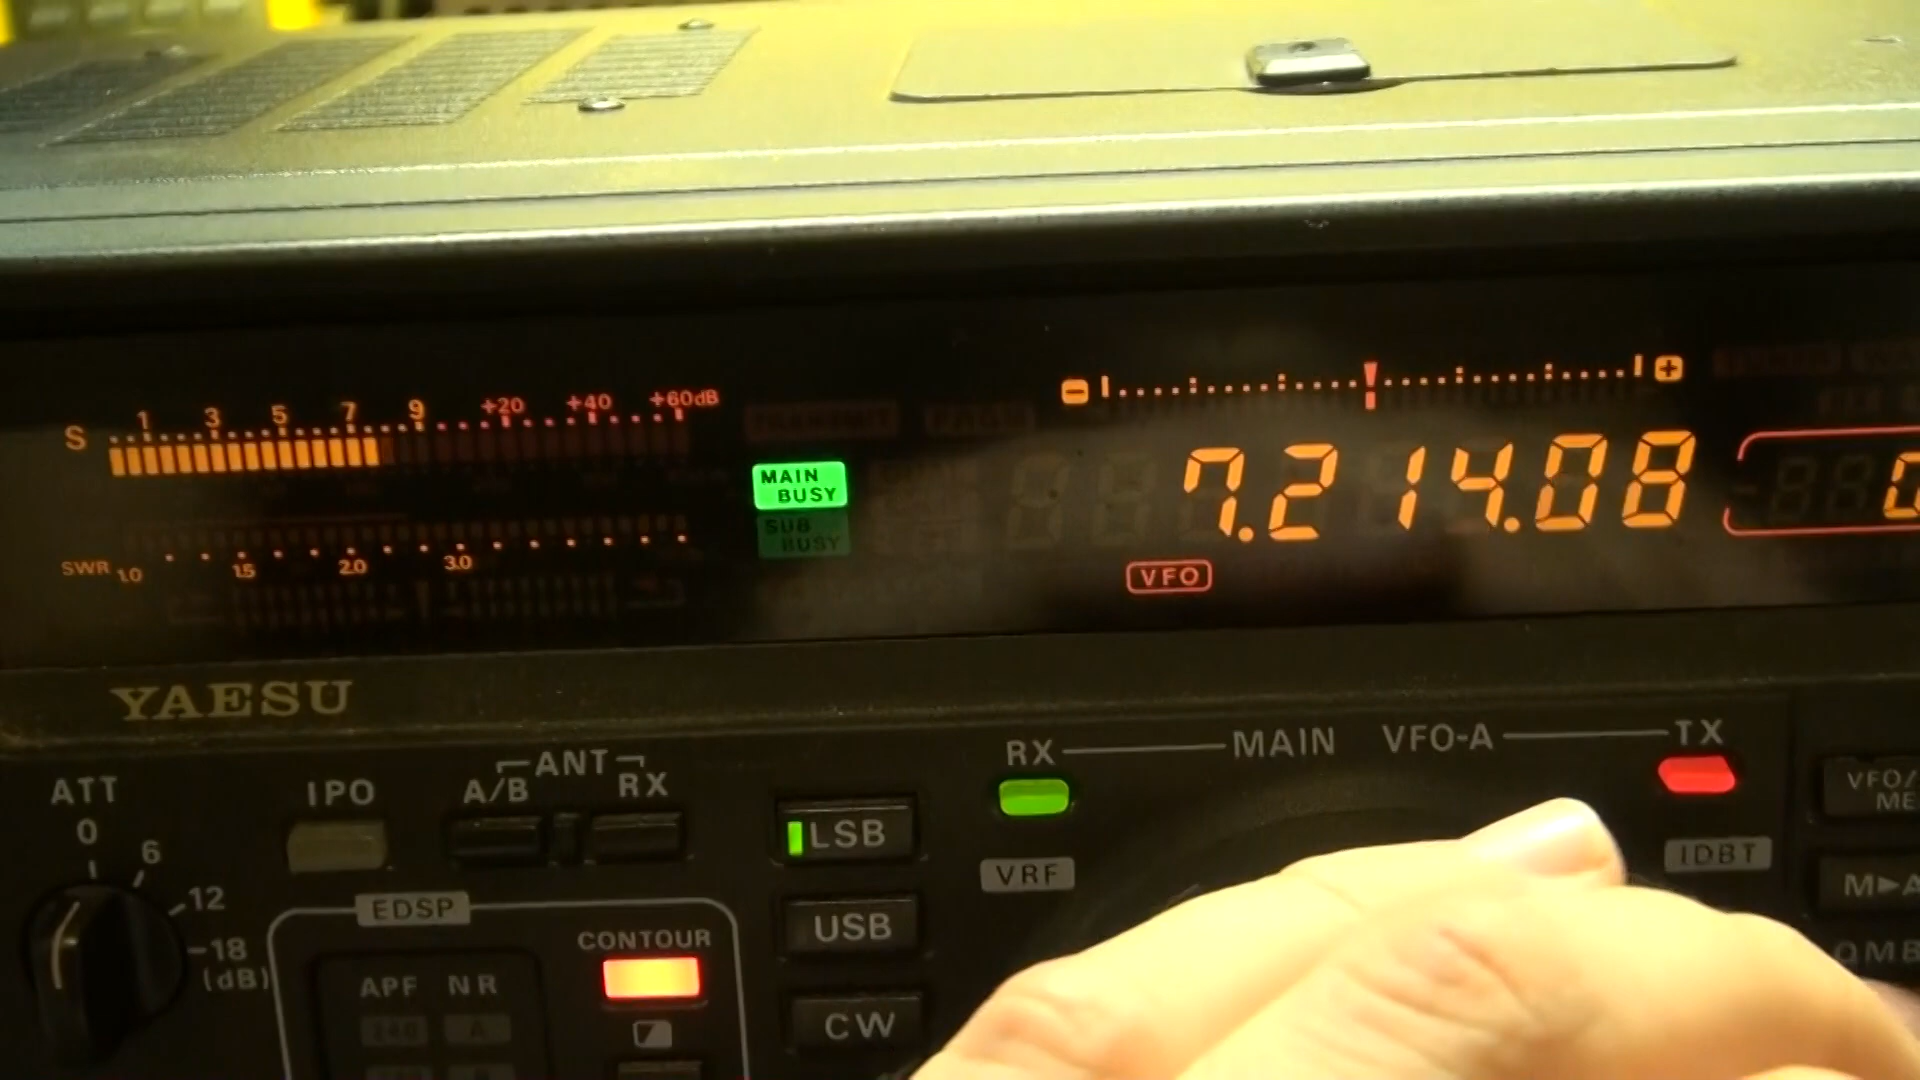 S 1 3 5 7 9 +20 +40 +60dB
− +
MAIN BUSY
SUB BUSY
7.214.08
SWR 1.0 1.5 2.0 3.0
VFO
YAESU
RX MAIN VFO-A TX
ATT
0 6 12 18
(dB)
IPO
ANT
A/B RX
LSB
VRF
IDBT
VFO/
EDSP
CONTOUR
USB
APF NR
240 A
CW
QMB